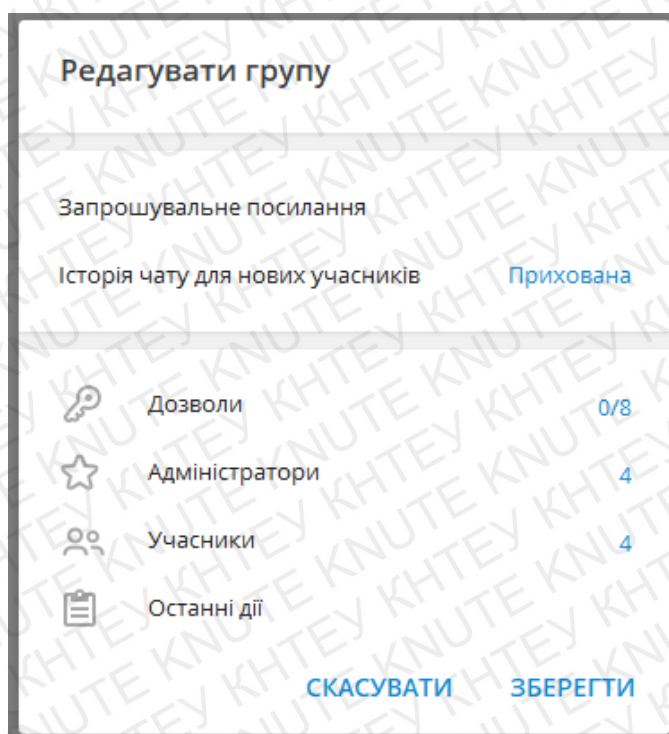 Редагувати групу
Запрошувальне посилання
Історія чату для нових учасників Прихована
Дозволи 0/8
Адміністратори 4
Учасники 4
Останні дії
СКАСУВАТИ ЗБЕРЕГТИ